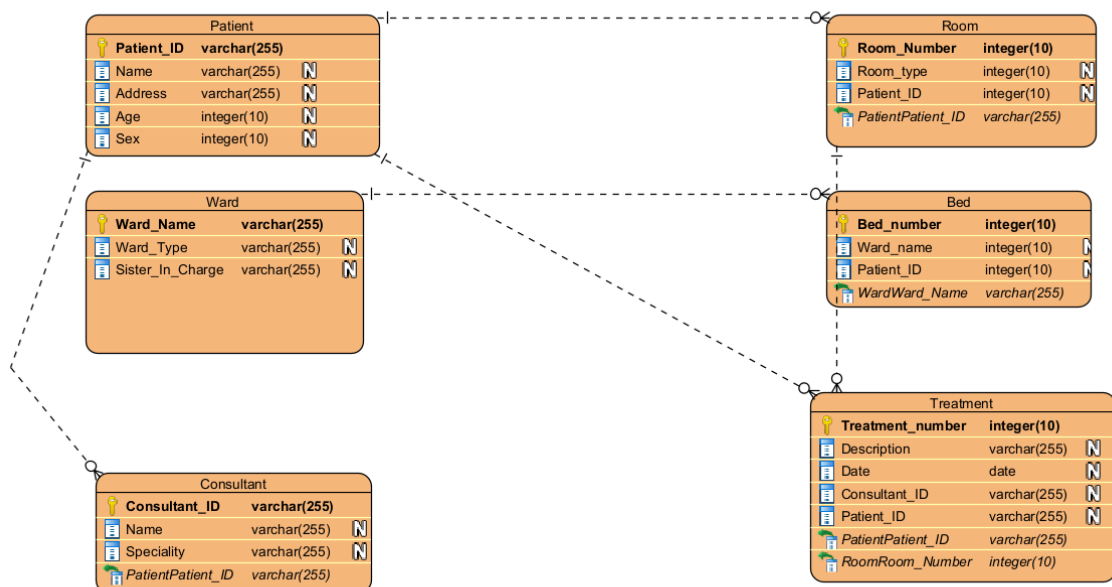 Patient
Patient_ID varchar(255)
Name varchar(255) N
Address varchar(255) N
Age integer(10) N
Sex integer(10) N
Room
Room_Number integer(10)
Room_type integer(10) N
Patient_ID integer(10) N
PatientPatient_ID varchar(255)
Ward
Ward_Name varchar(255)
Ward_Type varchar(255) N
Sister_In_Charge varchar(255) N
Bed
Bed_number integer(10)
Ward_name integer(10) N
Patient_ID integer(10) N
WardWard_Name varchar(255)
Consultant
Consultant_ID varchar(255)
Name varchar(255) N
Speciality varchar(255) N
PatientPatient_ID varchar(255)
Treatment
Treatment_number integer(10)
Description varchar(255) N
Date date N
Consultant_ID varchar(255) N
Patient_ID varchar(255) N
PatientPatient_ID varchar(255)
RoomRoom_Number integer(10)